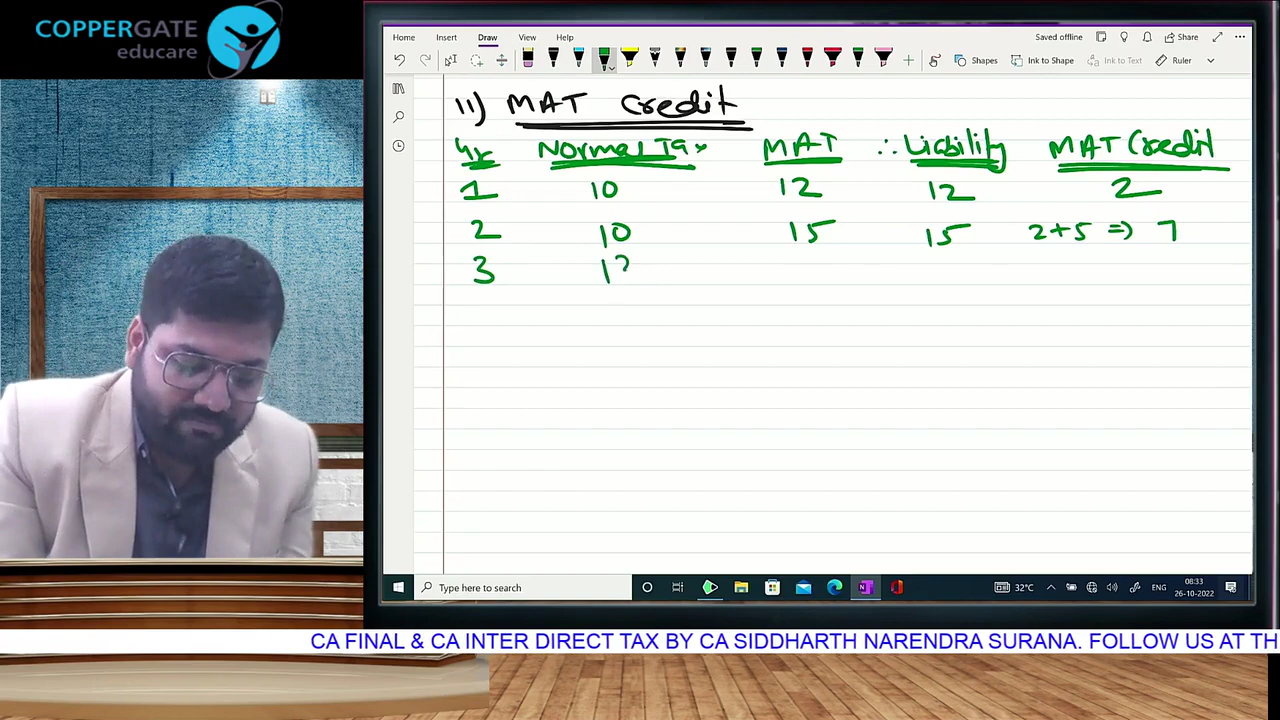 COPPERGATE
educare
Home Insert Draw View Help
Saved offline
Share
Shapes
Ink to Shape
Ink to Text
Ruler
11) MAT Credit
Yr Normal Tax MAT ∴ Liability MAT Credit
1 10 12 12 2
2 10 15 15 2+5 ⇒ 7
3
Type here to search
32°C
ENG
08:33
26-10-2022
CA FINAL & CA INTER DIRECT TAX BY CA SIDDHARTH NARENDRA SURANA. FOLLOW US AT TH